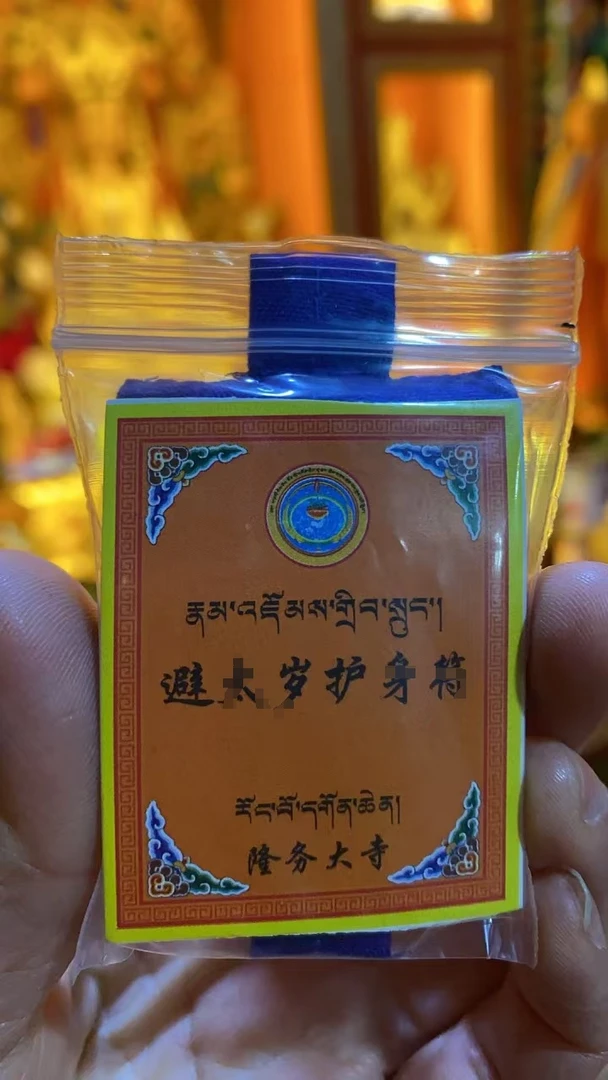 རྣམ་འཇོམས་གྲིབ་སྲུང་།
避太岁护身符
རོང་བོ་དགོན་ཆེན།
隆务大寺